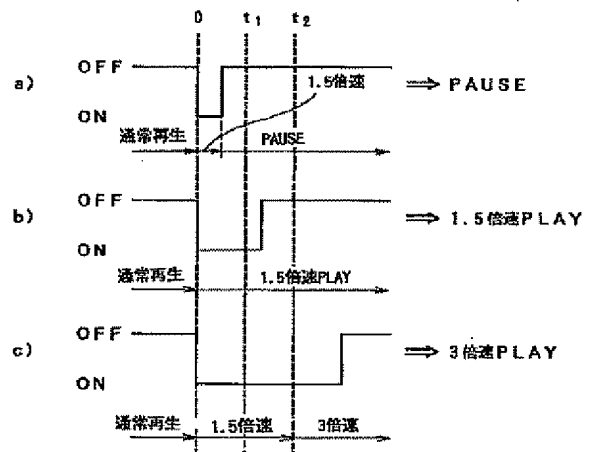 0 t₁ t₂
a) OFF
1.5倍速
⇒ PAUSE
ON
通常再生 PAUSE
b) OFF
⇒ 1.5倍速PLAY
ON
通常再生 1.5倍速PLAY
c) OFF
⇒ 3倍速PLAY
ON
通常再生 1.5倍速 3倍速